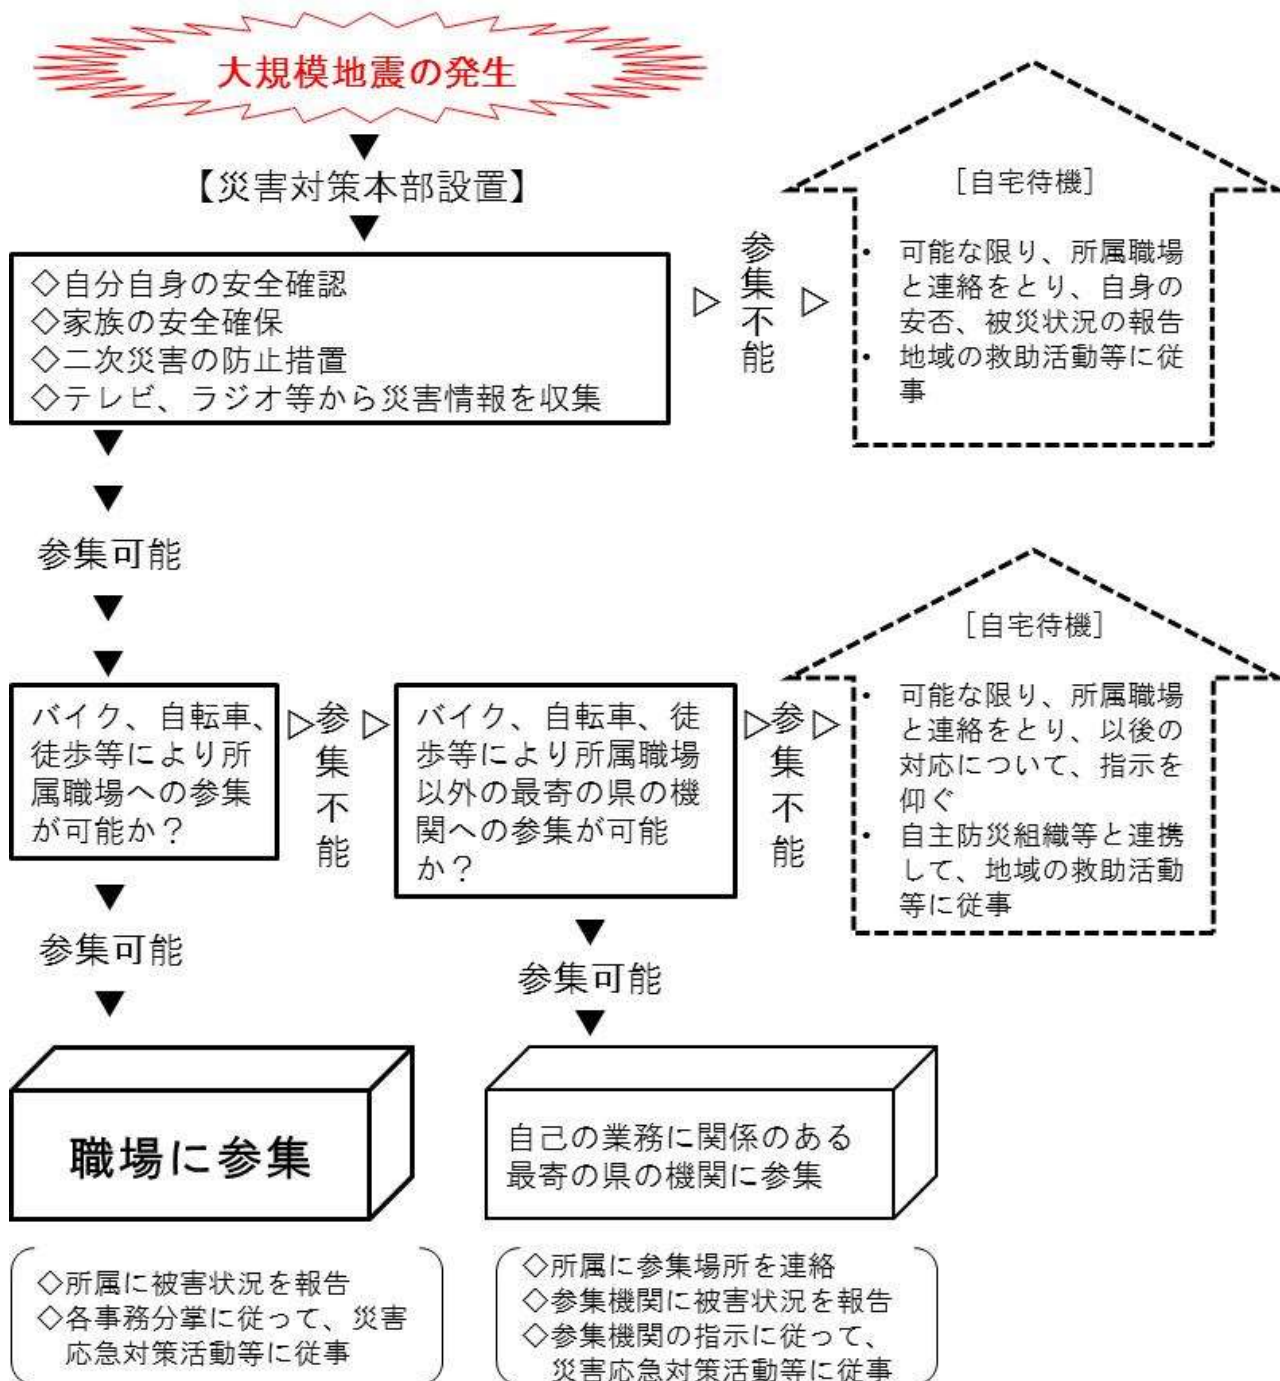 大規模地震の発生
▼
【災害対策本部設置】
▼
◇自分自身の安全確認
◇家族の安全確保
◇二次災害の防止措置
◇テレビ、ラジオ等から災害情報を収集
▷参集不能▷
[自宅待機]
• 可能な限り、所属職場
と連絡をとり、自身の
安否、被災状況の報告
• 地域の救助活動等に従
事
▼
▼
参集可能
▼
▼
バイク、自転車、
徒歩等により所
属職場への参集
が可能か？
▷参集不能▷
バイク、自転車、徒
歩等により所属職場
以外の最寄の県の機
関への参集が可能
か？
▷参集不能▷
[自宅待機]
• 可能な限り、所属職場
と連絡をとり、以後の
対応について、指示を
仰ぐ
• 自主防災組織等と連携
して、地域の救助活動
等に従事
▼
参集可能
▼
職場に参集
◇所属に被害状況を報告
◇各事務分掌に従って、災害
応急対策活動等に従事
▼
参集可能
▼
自己の業務に関係のある
最寄の県の機関に参集
◇所属に参集場所を連絡
◇参集機関に被害状況を報告
◇参集機関の指示に従って、
災害応急対策活動等に従事